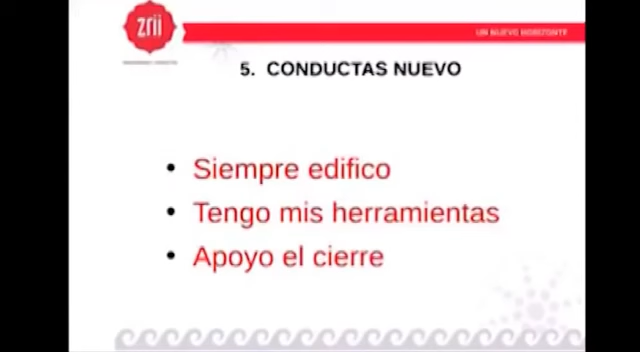 zrii
UN NUEVO HORIZONTE
5. CONDUCTAS NUEVO
• Siempre edifico
• Tengo mis herramientas
• Apoyo el cierre